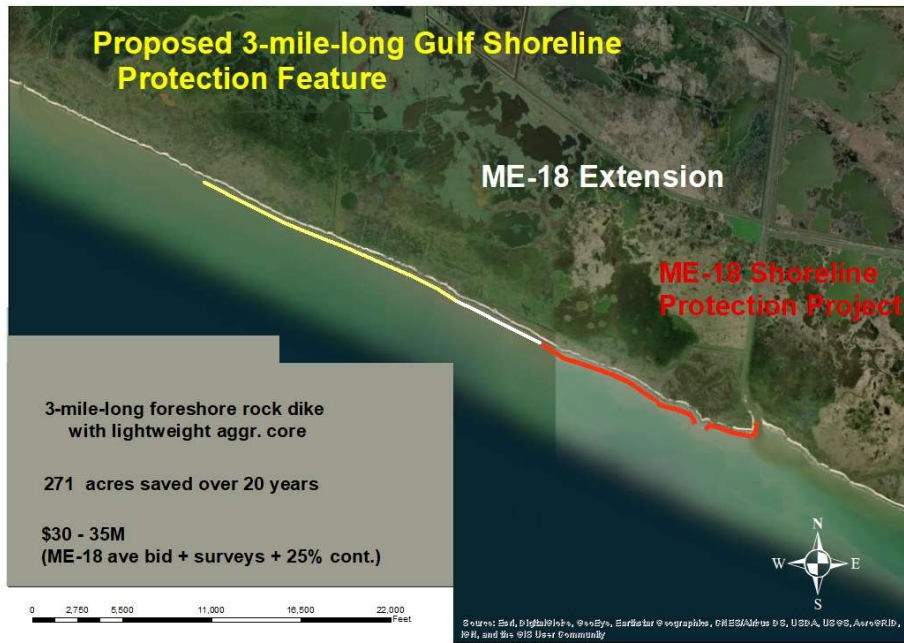 Proposed 3-mile-long Gulf Shoreline
Protection Feature
ME-18 Extension
ME-18 Shoreline
Protection Project
3-mile-long foreshore rock dike
with lightweight aggr. core
271 acres saved over 20 years
$30 - 35M
(ME-18 ave bid + surveys + 25% cont.)
N
W E
S
0 2,750 5,500 11,000 16,500 22,000
Feet
Source: Esri, DigitalGlobe, GeoEye, Earthstar Geographics, CNES/Airbus DS, USDA, USGS, AeroGRID,
IGN, and the GIS User Community